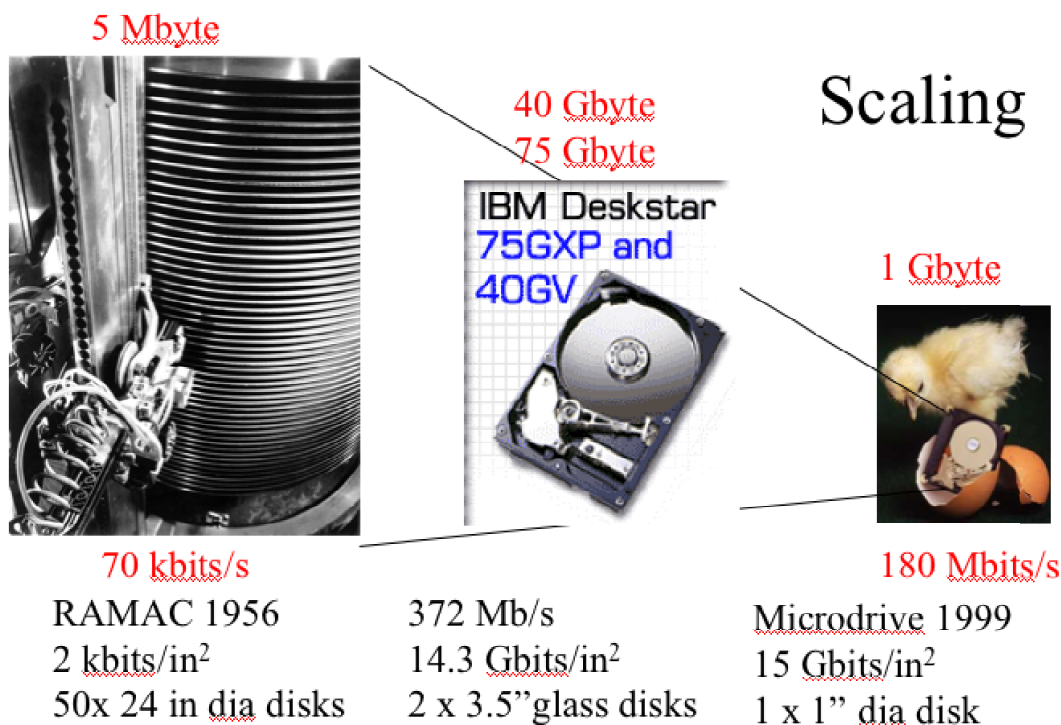 5 Mbyte
40 Gbyte
75 Gbyte
Scaling
IBM Deskstar
75GXP and
40GV
1 Gbyte
70 kbits/s
180 Mbits/s
RAMAC 1956
2 kbits/in²
50x 24 in dia disks
372 Mb/s
14.3 Gbits/in²
2 x 3.5”glass disks
Microdrive 1999
15 Gbits/in²
1 x 1” dia disk